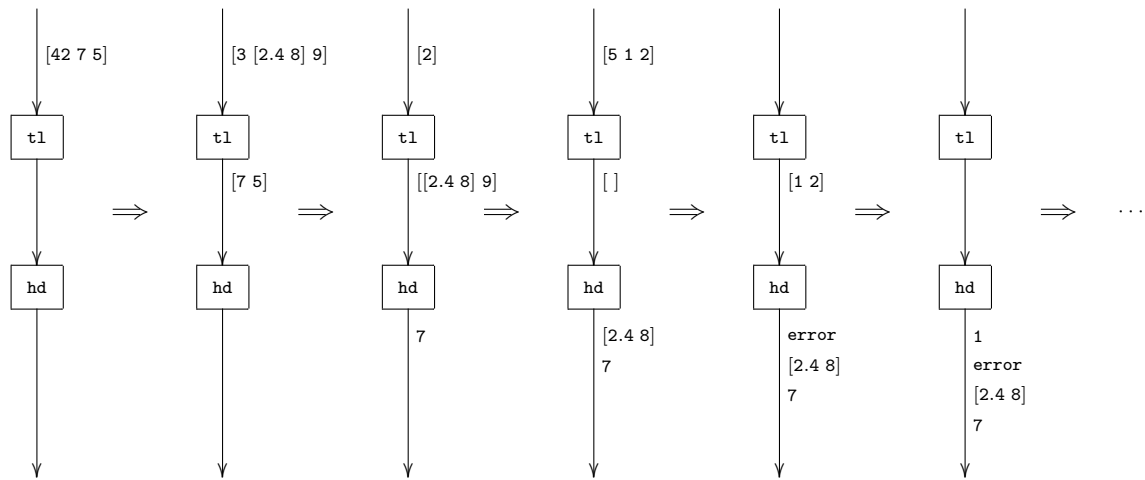 [42 7 5] [3 [2.4 8] 9] [2] [5 1 2]
tl tl tl tl tl tl
[7 5] [[2.4 8] 9] [ ] [1 2]
⟹ ⟹ ⟹ ⟹ ⟹ ⟹ ···
hd hd hd hd hd hd
7 [2.4 8] error 1
7 [2.4 8] error
7 [2.4 8]
7